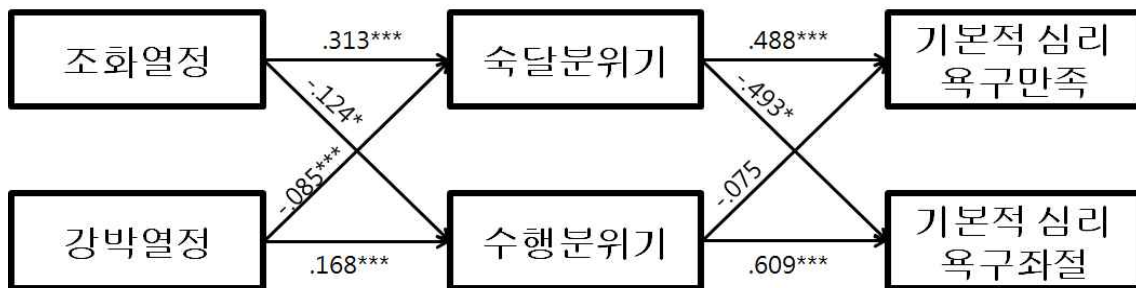 조화열정
.313***
숙달분위기
.488***
기본적 심리
욕구만족
-.124*
-.085***
-.493*
-.075
강박열정
.168***
수행분위기
.609***
기본적 심리
욕구좌절